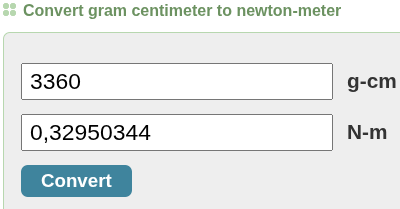 Convert gram centimeter to newton-meter
3360 g-cm
0,32950344 N-m
Convert